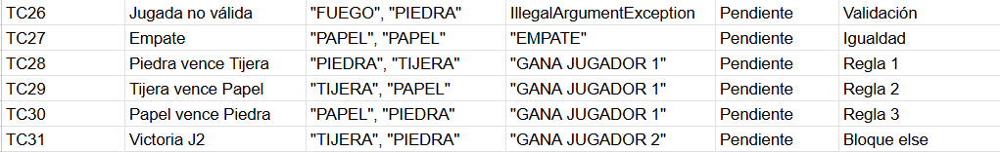 TC26 Jugada no válida "FUEGO", "PIEDRA" IllegalArgumentException Pendiente Validación
TC27 Empate "PAPEL", "PAPEL" "EMPATE" Pendiente Igualdad
TC28 Piedra vence Tijera "PIEDRA", "TIJERA" "GANA JUGADOR 1" Pendiente Regla 1
TC29 Tijera vence Papel "TIJERA", "PAPEL" "GANA JUGADOR 1" Pendiente Regla 2
TC30 Papel vence Piedra "PAPEL", "PIEDRA" "GANA JUGADOR 1" Pendiente Regla 3
TC31 Victoria J2 "TIJERA", "PIEDRA" "GANA JUGADOR 2" Pendiente Bloque else